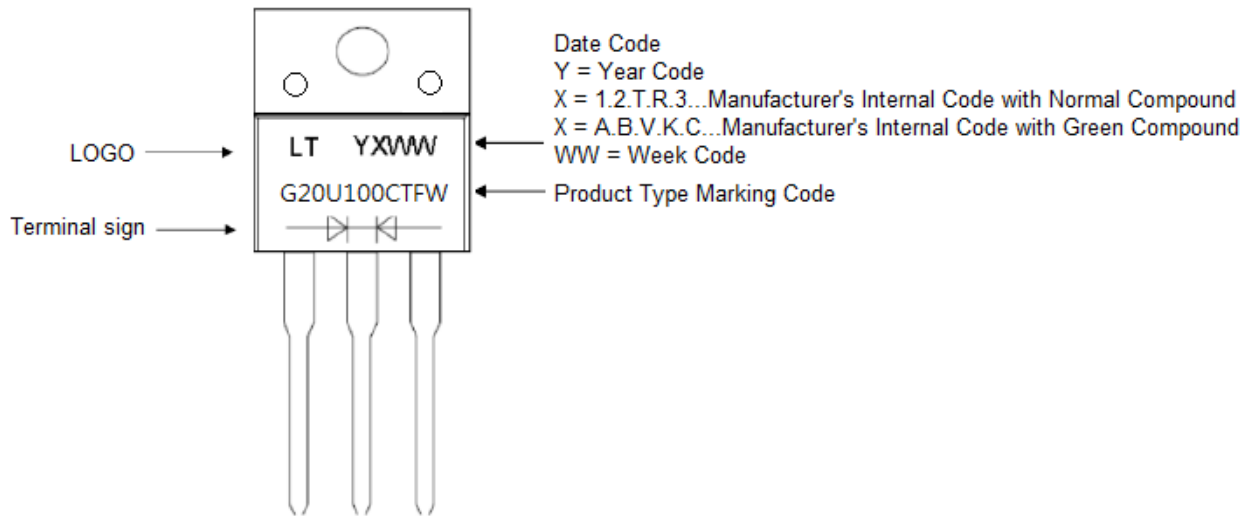 Date Code
Y = Year Code
X = 1.2.T.R.3...Manufacturer's Internal Code with Normal Compound
X = A.B.V.K.C...Manufacturer's Internal Code with Green Compound
WW = Week Code
LOGO
LT YXWW
G20U100CTFW
Product Type Marking Code
Terminal sign